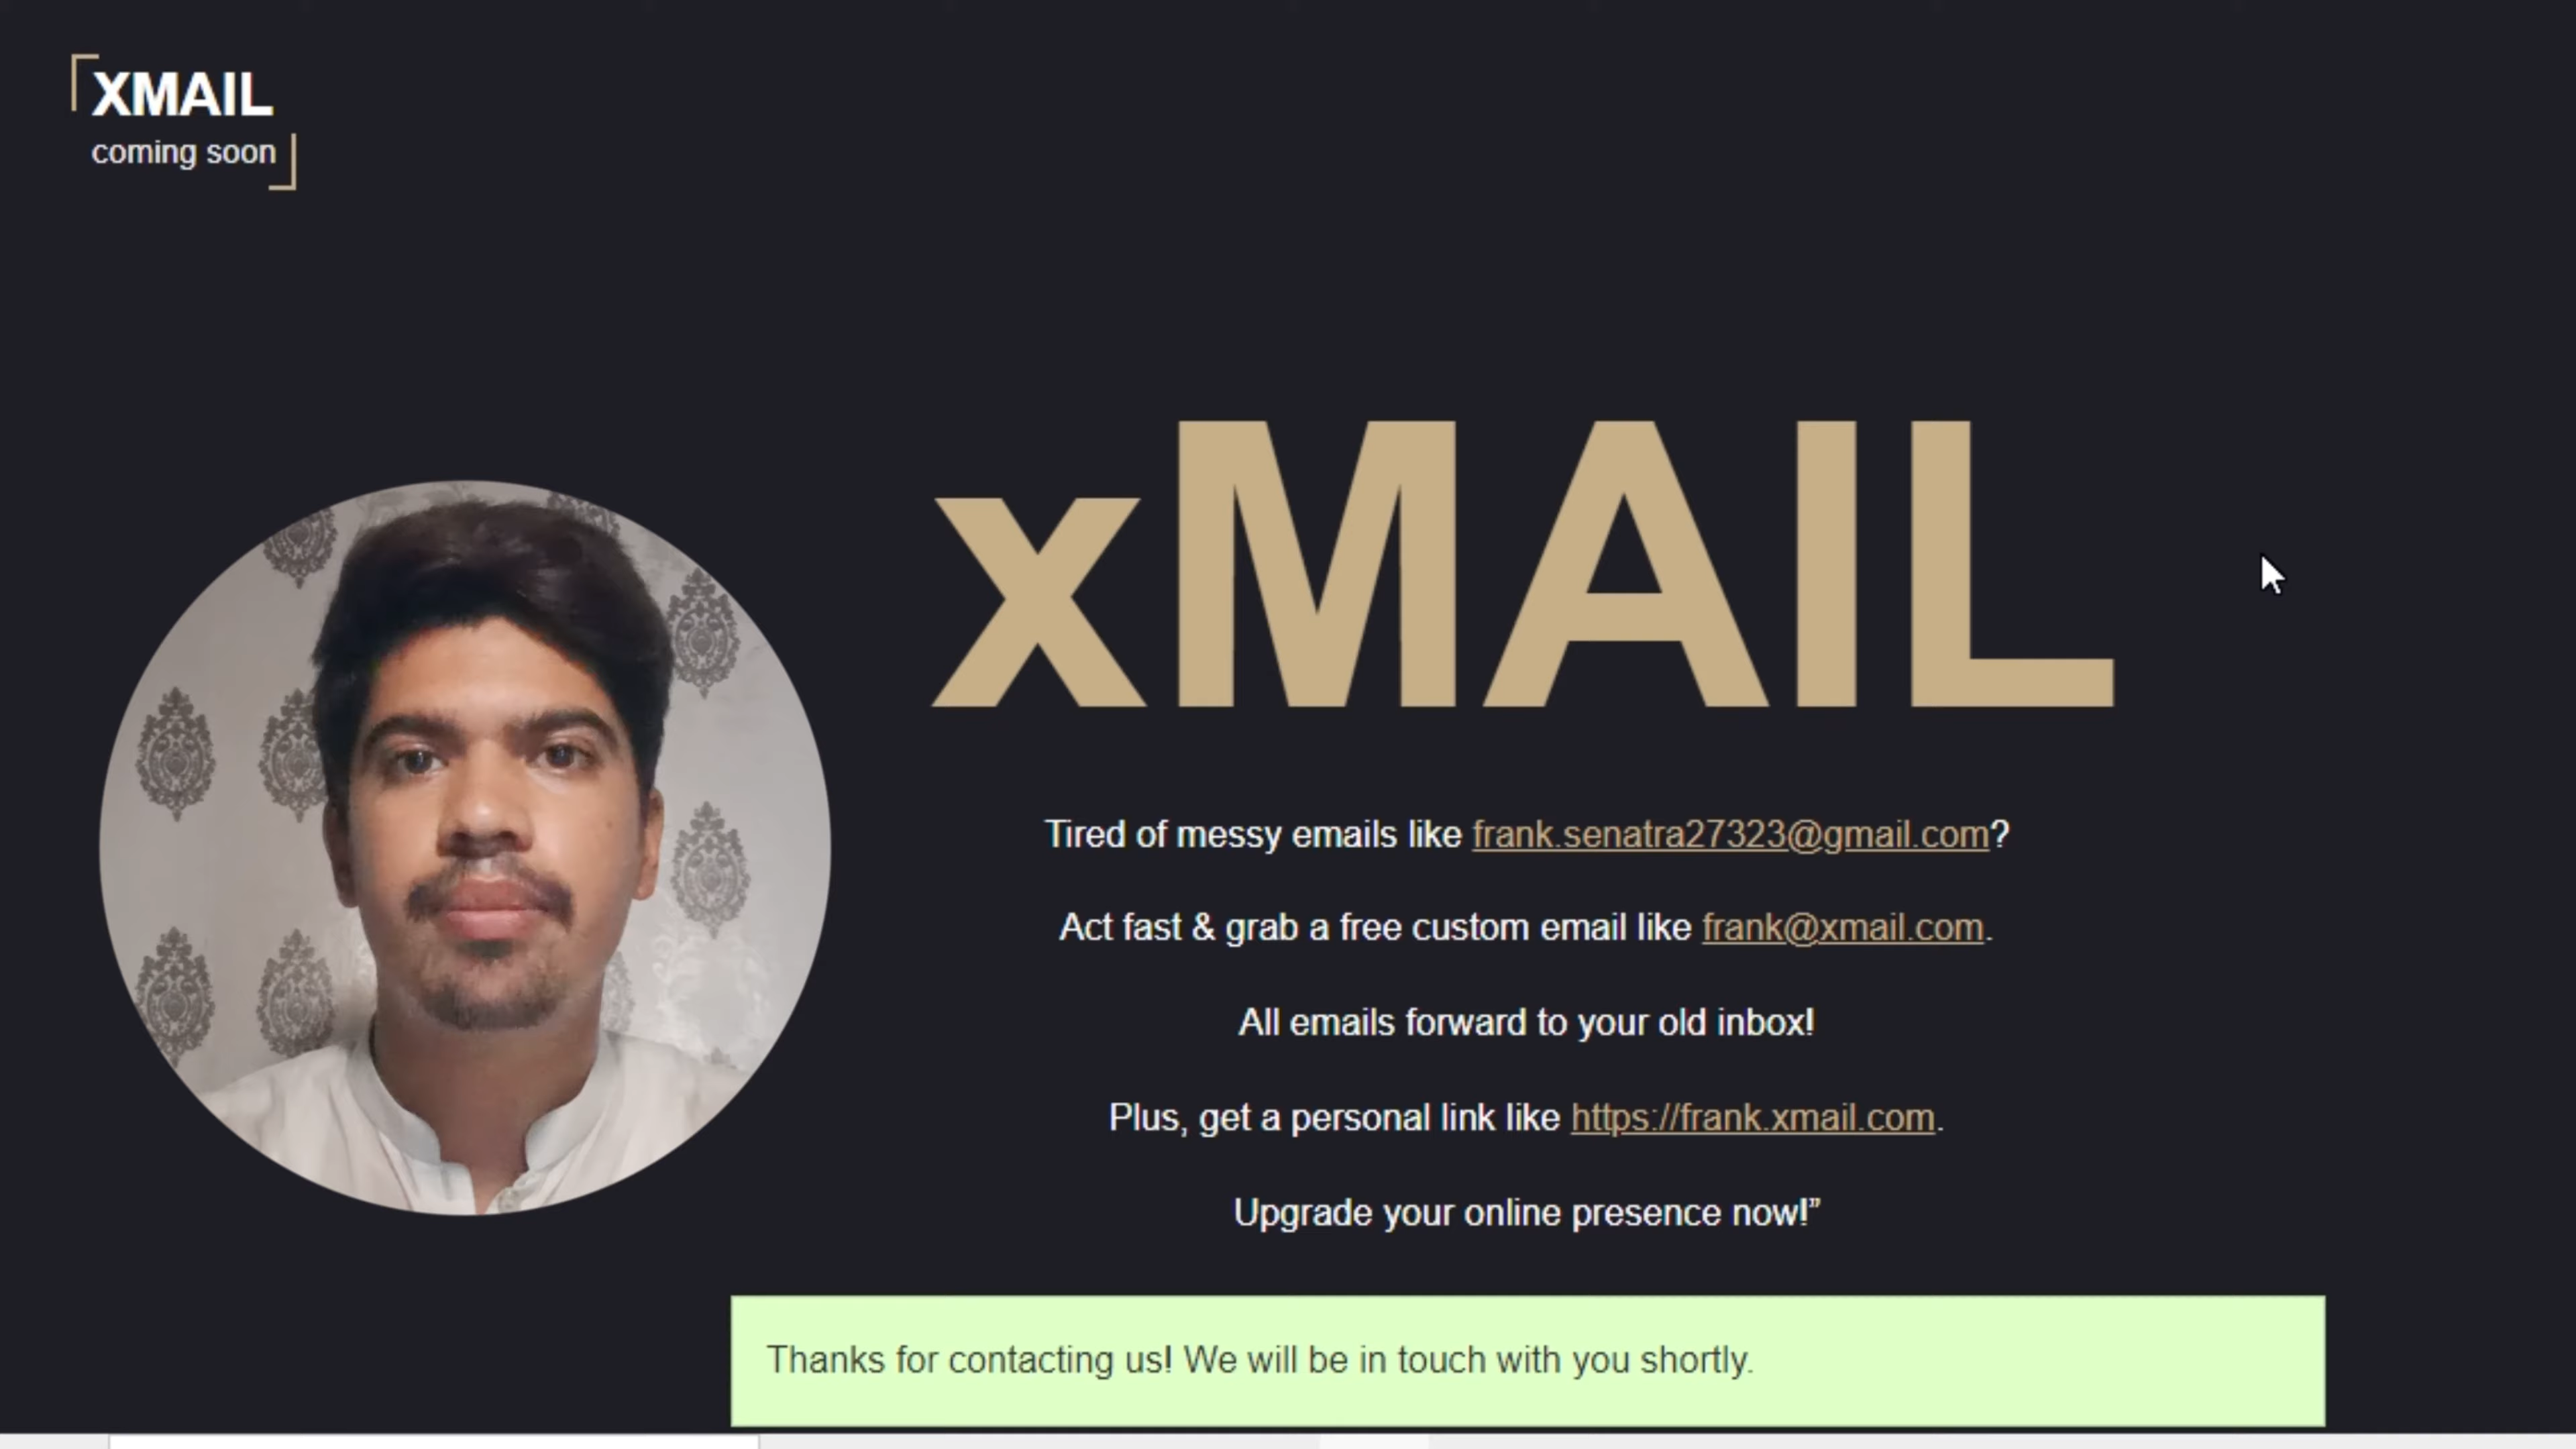 XMAIL
coming soon
xMAIL
Tired of messy emails like frank.senatra27323@gmail.com?
Act fast & grab a free custom email like frank@xmail.com.
All emails forward to your old inbox!
Plus, get a personal link like https://frank.xmail.com.
Upgrade your online presence now!”
Thanks for contacting us! We will be in touch with you shortly.